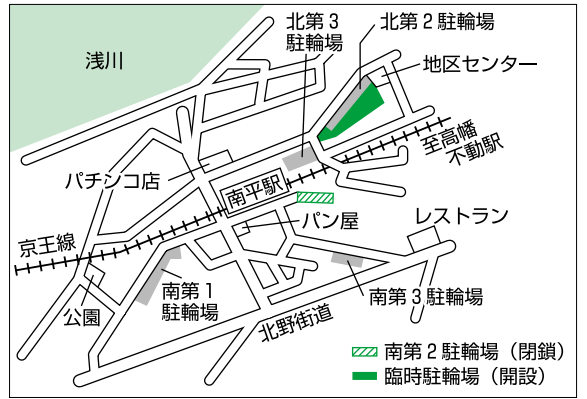 北第3
駐輪場
北第2駐輪場
浅川
地区センター
至高幡
不動駅
パチンコ店
南平駅
パン屋
レストラン
京王線
公園
南第1
駐輪場
南第3駐輪場
北野街道
南第2駐輪場（閉鎖）
臨時駐輪場（開設）